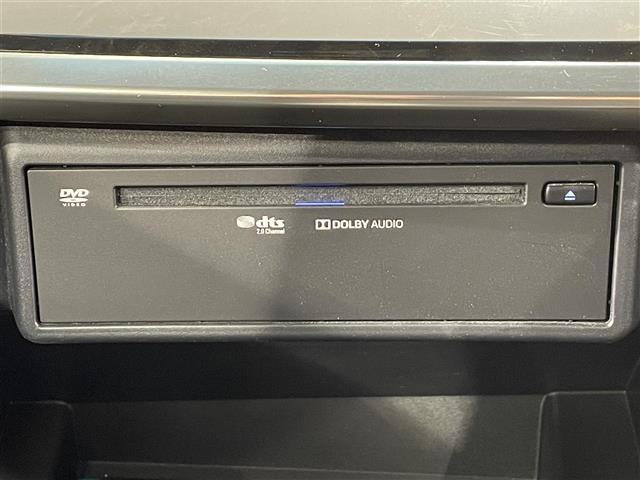 DVD
VIDEO
dts
2.0 Channel
DOLBY AUDIO